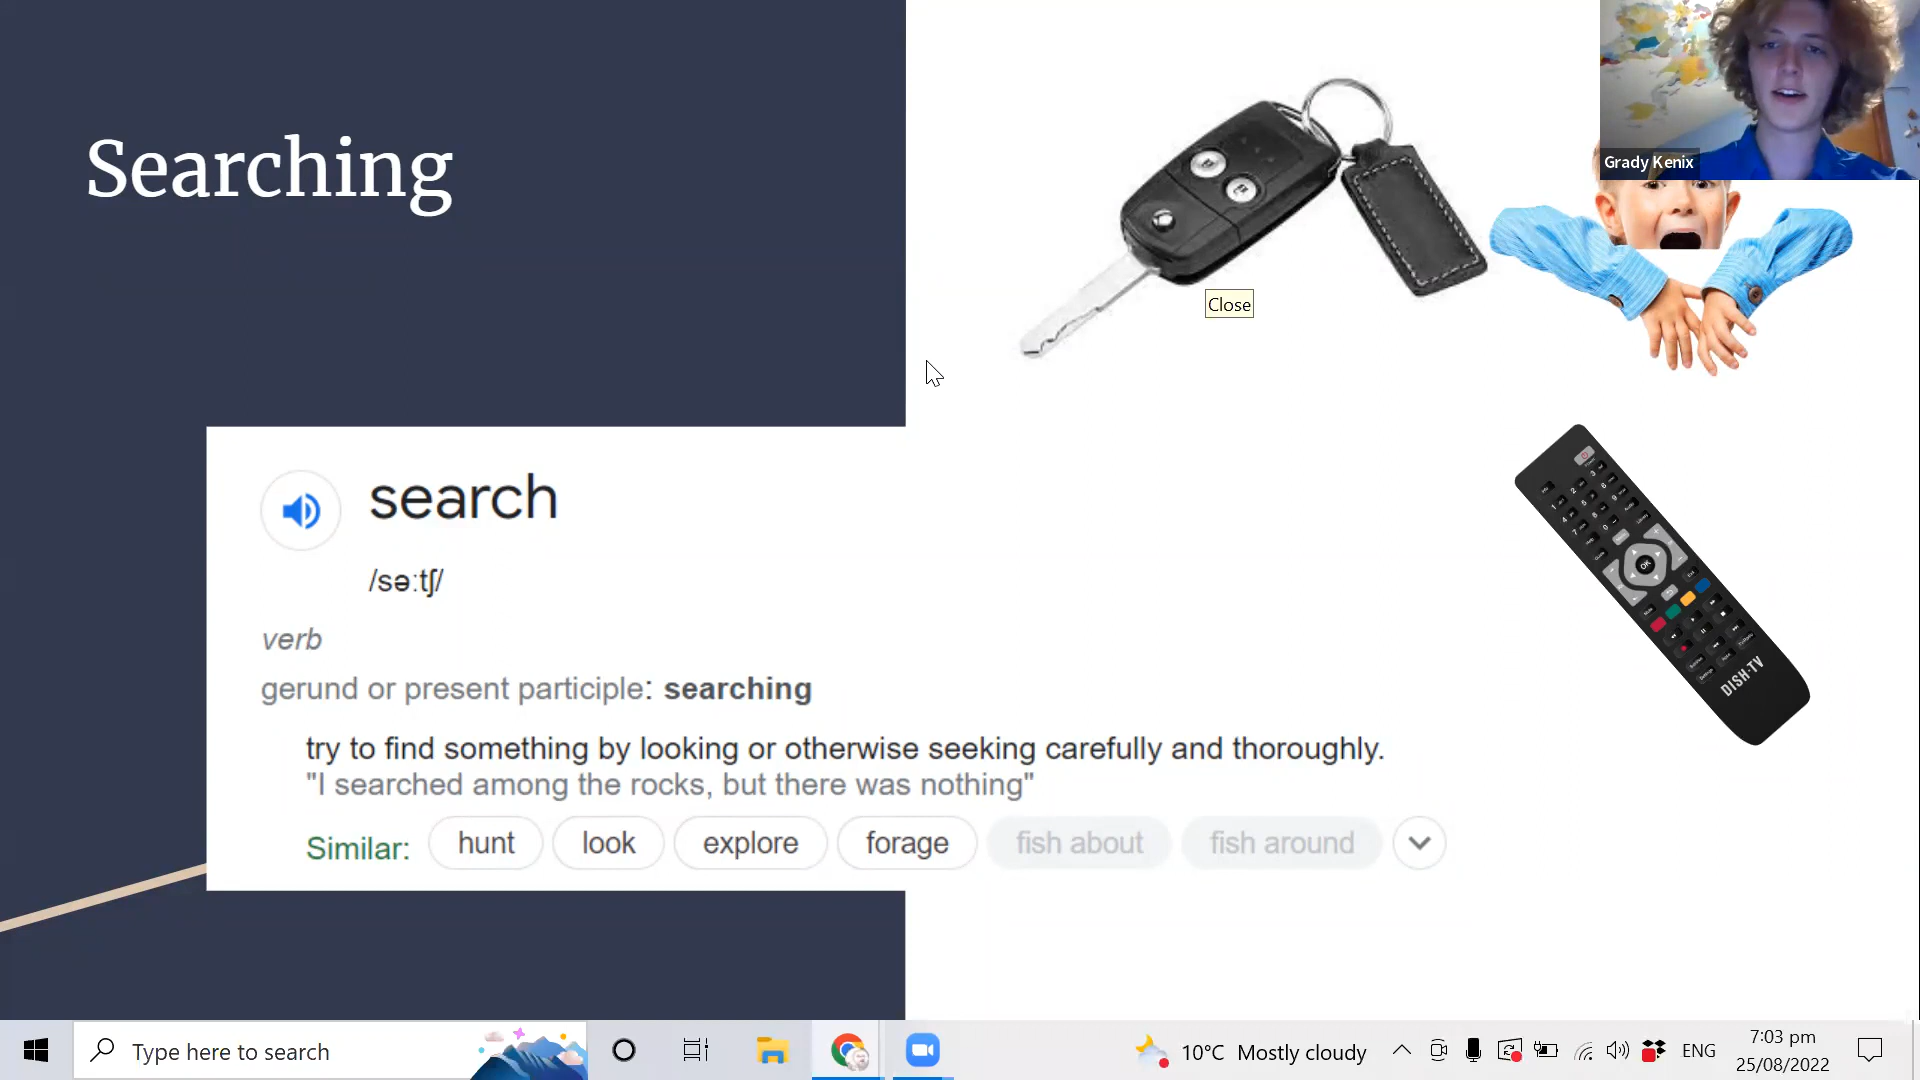 Searching
Grady Kenix
Close
search
/səːtʃ/
verb
gerund or present participle: searching
try to find something by looking or otherwise seeking carefully and thoroughly.
"I searched among the rocks, but there was nothing"
Similar: hunt look explore forage fish about fish around
OK
DISH·TV
Type here to search
10°C Mostly cloudy
ENG
7:03 pm
25/08/2022